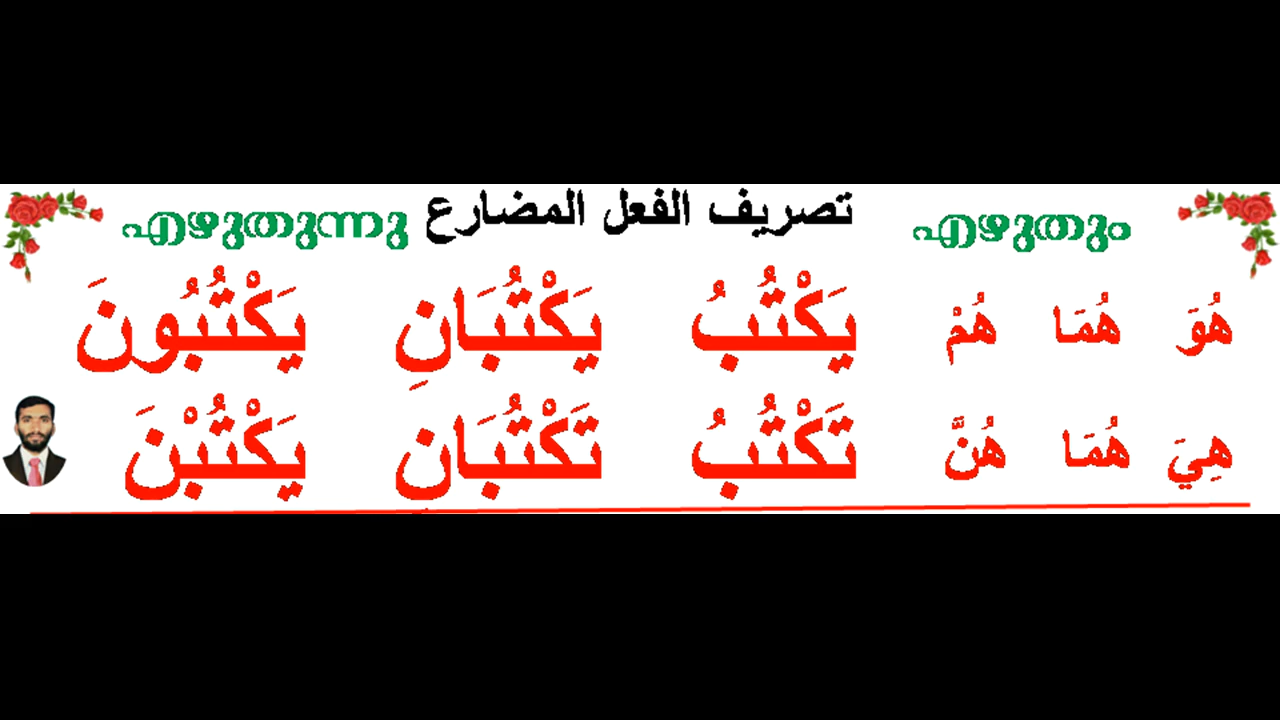 എഴുതും تصريف الفعل المضارع എഴുതുന്നു
هُوَ هُمَا هُمْ يَكْتُبُ يَكْتُبَانِ يَكْتُبُونَ
هِيَ هُمَا هُنَّ تَكْتُبُ تَكْتُبَانِ يَكْتُبْنَ